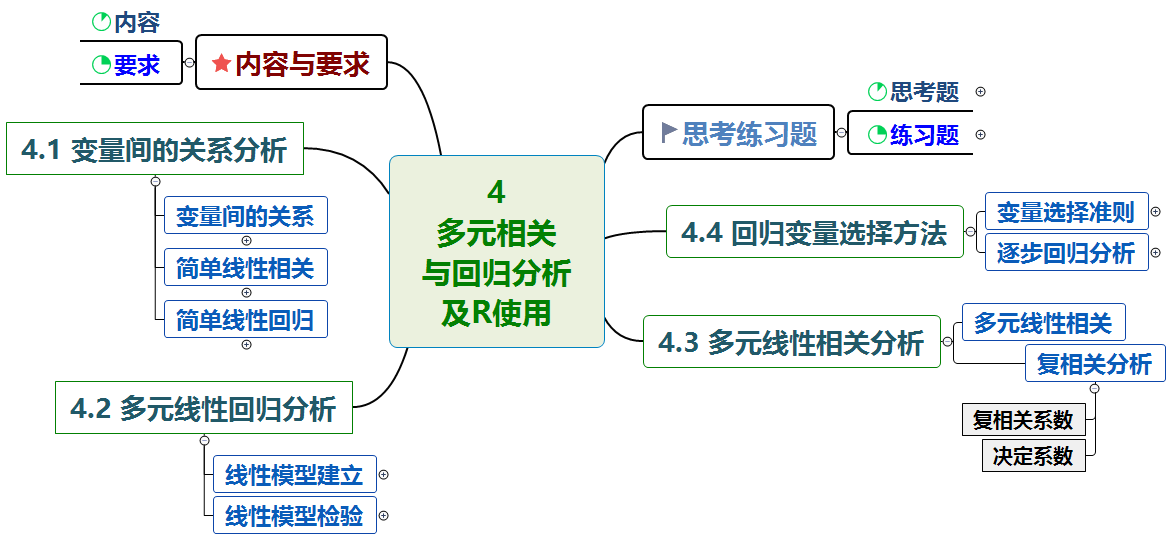 内容
要求
内容与要求
4.1 变量间的关系分析
变量间的关系
简单线性相关
简单线性回归
4.2 多元线性回归分析
线性模型建立
线性模型检验
4
多元相关
与回归分析
及R使用
思考练习题
思考题
练习题
4.4 回归变量选择方法
变量选择准则
逐步回归分析
4.3 多元线性相关分析
多元线性相关
复相关分析
复相关系数
决定系数